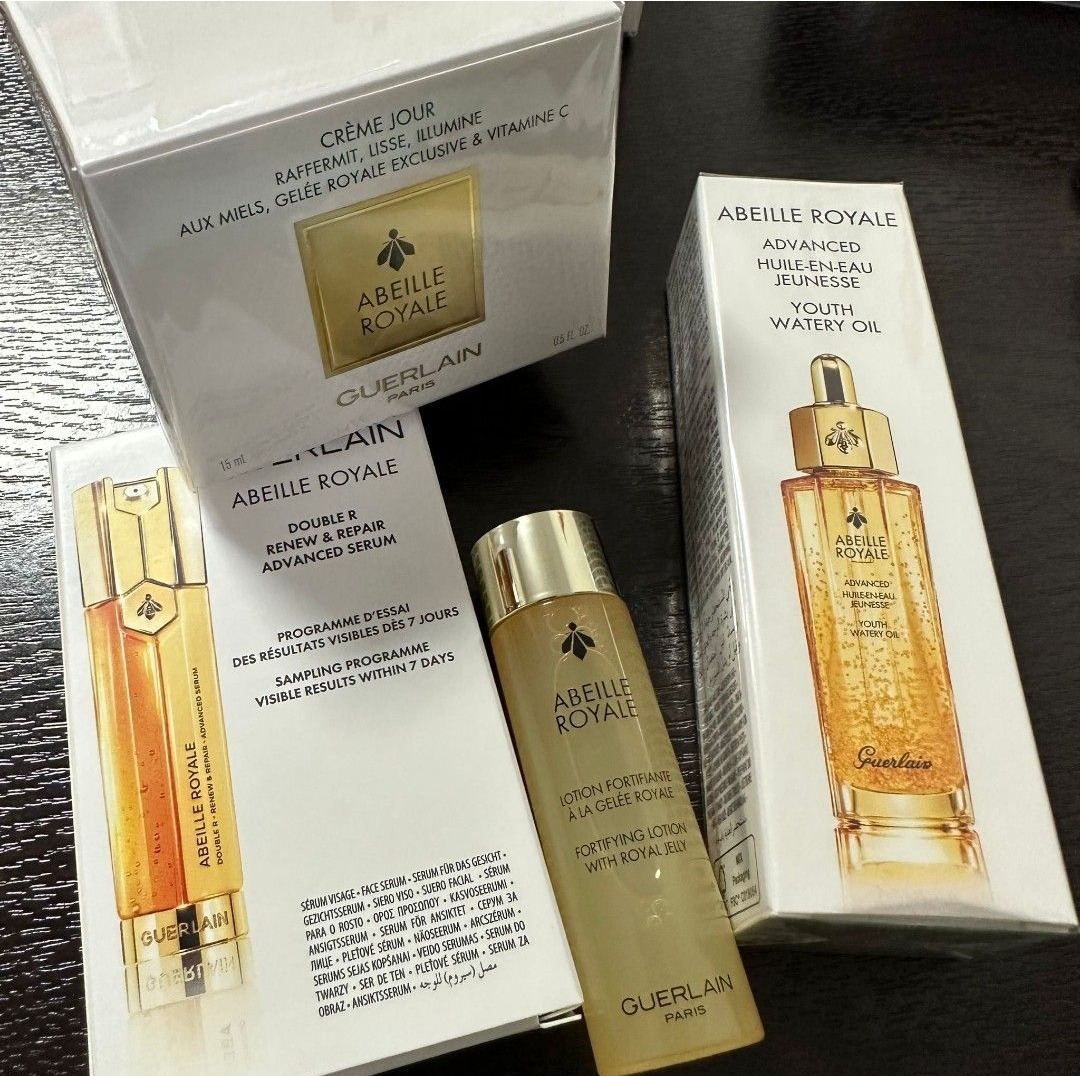 CRÈME JOUR
RAFFERMIT, LISSE, ILLUMINE
AUX MIELS, GELÉE ROYALE EXCLUSIVE & VITAMINE C
ABEILLE
ROYALE
GUERLAIN
PARIS
15 mL
0.5 FL. OZ.
ABEILLE ROYALE
ADVANCED
HUILE-EN-EAU
JEUNESSE
YOUTH
WATERY OIL
ABEILLE
ROYALE
ADVANCED
HUILE-EN-EAU
JEUNESSE
YOUTH
WATERY OIL
Guerlain
MIX
Packaging
ABEILLE ROYALE
DOUBLE R
RENEW & REPAIR
ADVANCED SERUM
PROGRAMME D'ESSAI
DES RÉSULTATS VISIBLES DÈS 7 JOURS
SAMPLING PROGRAMME
VISIBLE RESULTS WITHIN 7 DAYS
ABEILLE ROYALE
DOUBLE R • RENEW & REPAIR • ADVANCED SERUM
GUERLAIN
SÉRUM VISAGE • FACE SERUM • SERUM FÜR DAS GESICHT •
GEZICHTSSERUM • SIERO VISO • SUERO FACIAL • SÉRUM
PARA O ROSTO • ΟΡΟΣ ΠΡΟΣΩΠΟΥ • KASVOSEERUMI •
ANSIGTSSERUM • SERUM FÖR ANSIKTET • СЕРУМ ЗА
ЛИЦЕ • PLEŤOVÉ SÉRUM • NÄOSEERUM • ARCSZÉRUM •
SERUMS SEJAS KOPŠANAI • VEIDO SERUMAS • SERUM DO
TWARZY • SER DE TEN • PLEŤOVÉ SÉRUM • SERUM ZA
OBRAZ • ANSIKTSSERUM • مصل (سيروم) للوجه
ABEILLE
ROYALE
LOTION FORTIFIANTE
À LA GELÉE ROYALE
FORTIFYING LOTION
WITH ROYAL JELLY
GUERLAIN
PARIS